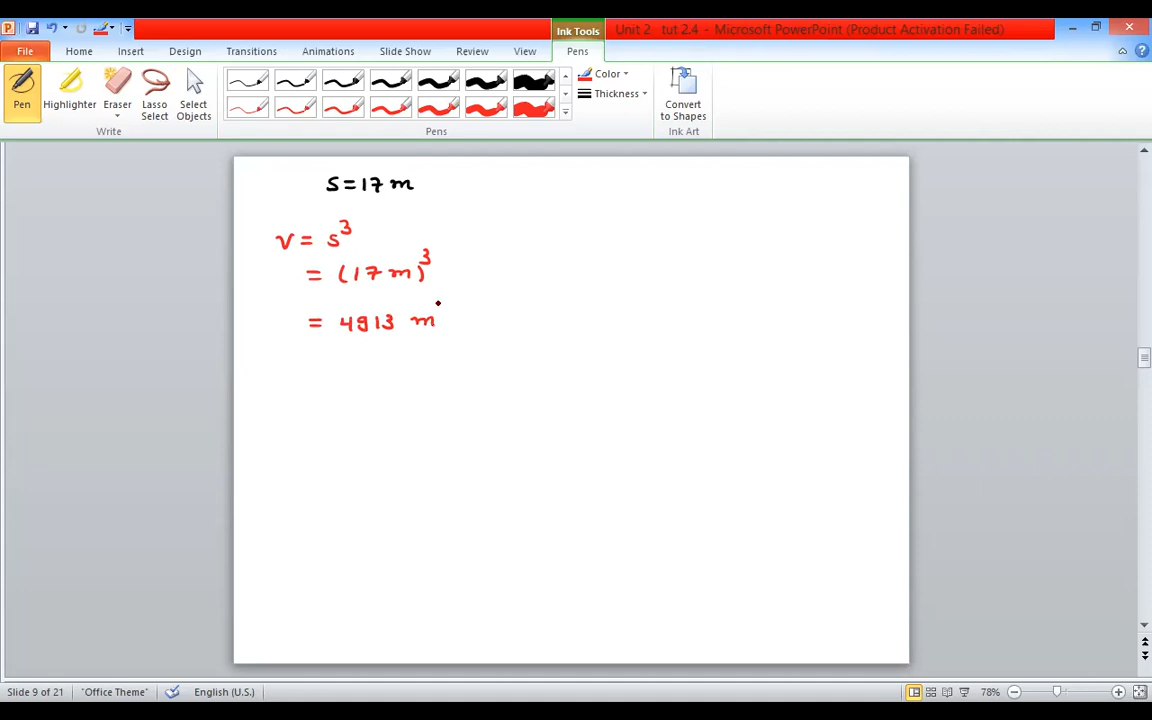 Ink Tools
Unit 2 tut 2.4 - Microsoft PowerPoint (Product Activation Failed)
File Home Insert Design Transitions Animations Slide Show Review View Pens
Pen Highlighter Eraser Lasso Select Select Objects
Color
Thickness
Convert to Shapes
Write Pens Ink Art
S = 17 m
v = s³
= (17 m)³
= 4913 m
Slide 9 of 21 "Office Theme" English (U.S.) 78%